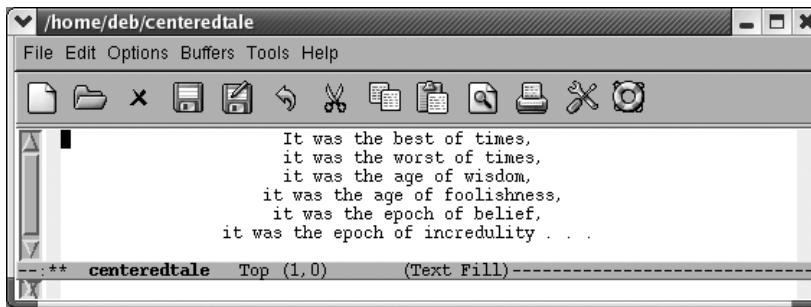 /home/deb/centeredtale
File Edit Options Buffers Tools Help
It was the best of times,
it was the worst of times,
it was the age of wisdom,
it was the age of foolishness,
it was the epoch of belief,
it was the epoch of incredulity . . .
--:** centeredtale Top (1,0) (Text Fill)------------------------------